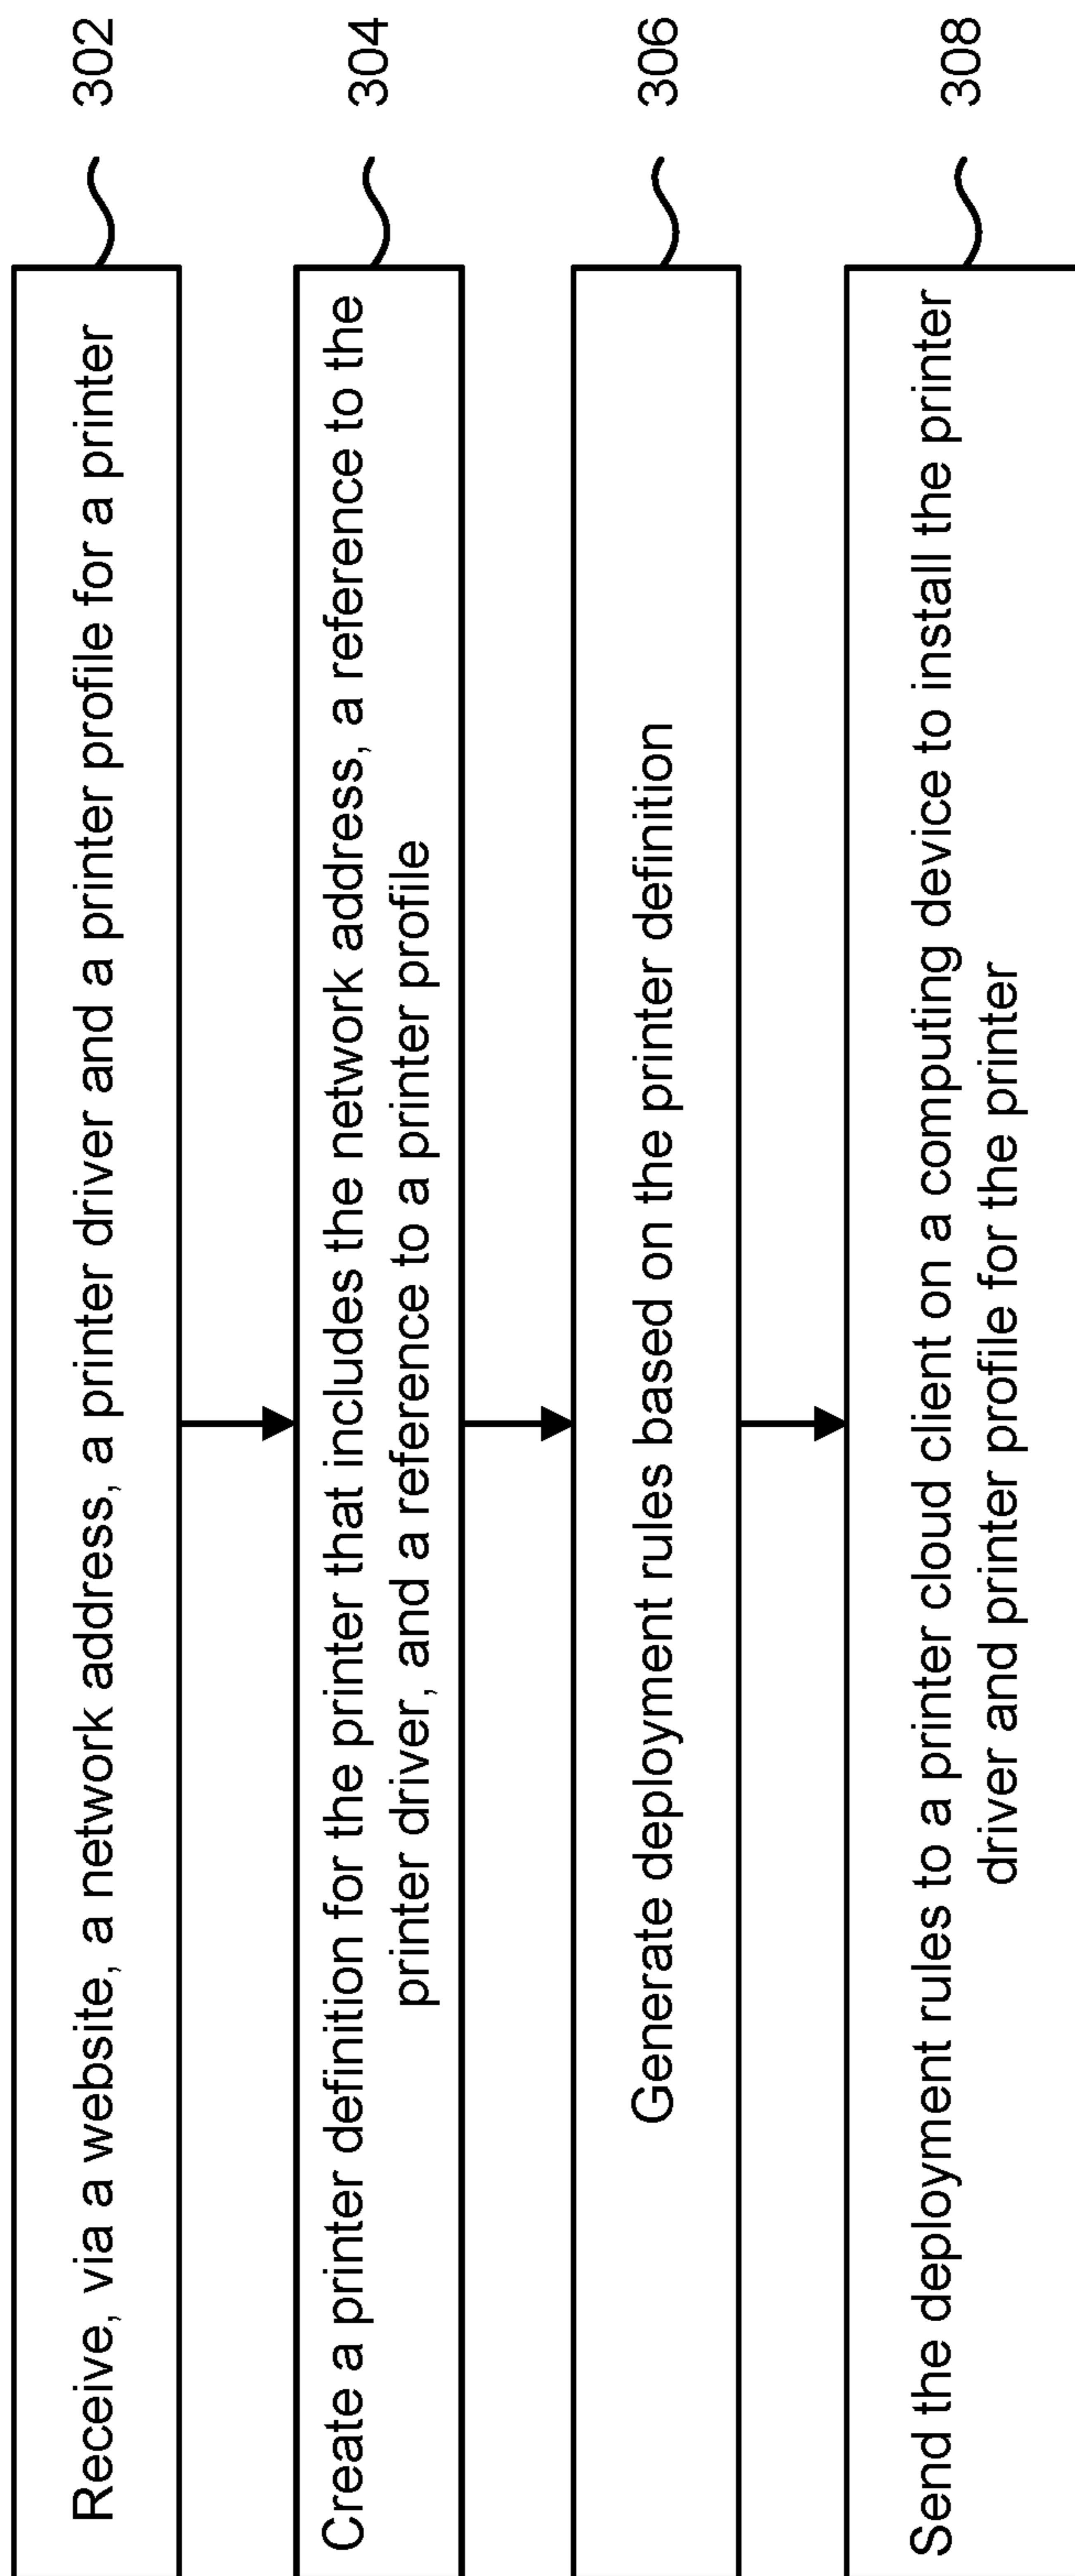 Receive, via a website, a network address, a printer driver and a printer profile for a printer
302
Create a printer definition for the printer that includes the network address, a reference to the
printer driver, and a reference to a printer profile
304
Generate deployment rules based on the printer definition
306
Send the deployment rules to a printer cloud client on a computing device to install the printer
driver and printer profile for the printer
308